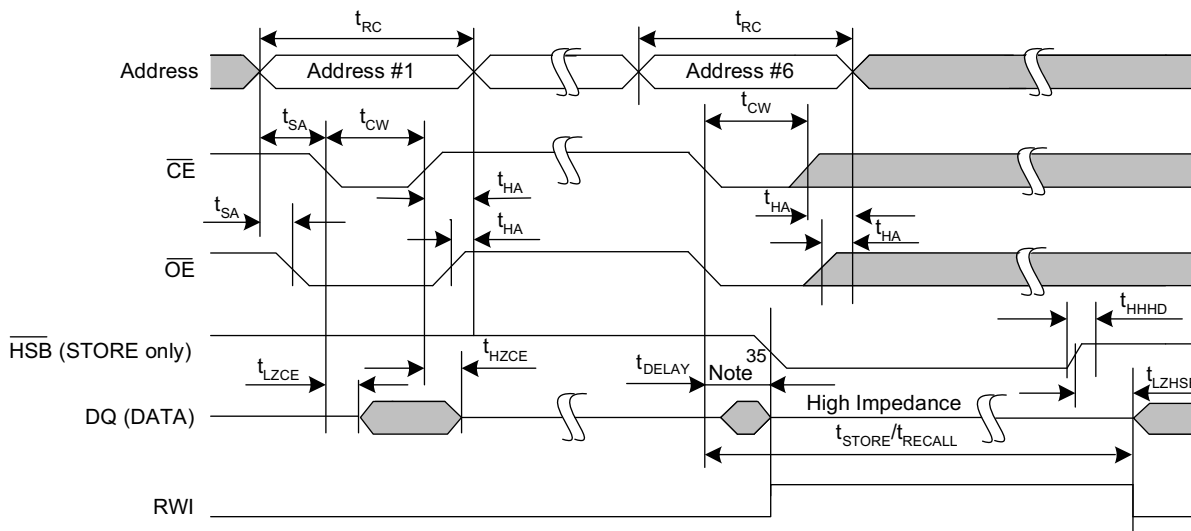 tRC tRC
Address Address #1 Address #6
tCW
tSA tCW
CE
tHA
tSA tHA
tHA tHA
OE
tHHHD
HSB (STORE only)
tLZCE tHZCE tDELAY Note 35 tLZHSB
DQ (DATA) High Impedance
tSTORE/tRECALL
RWI